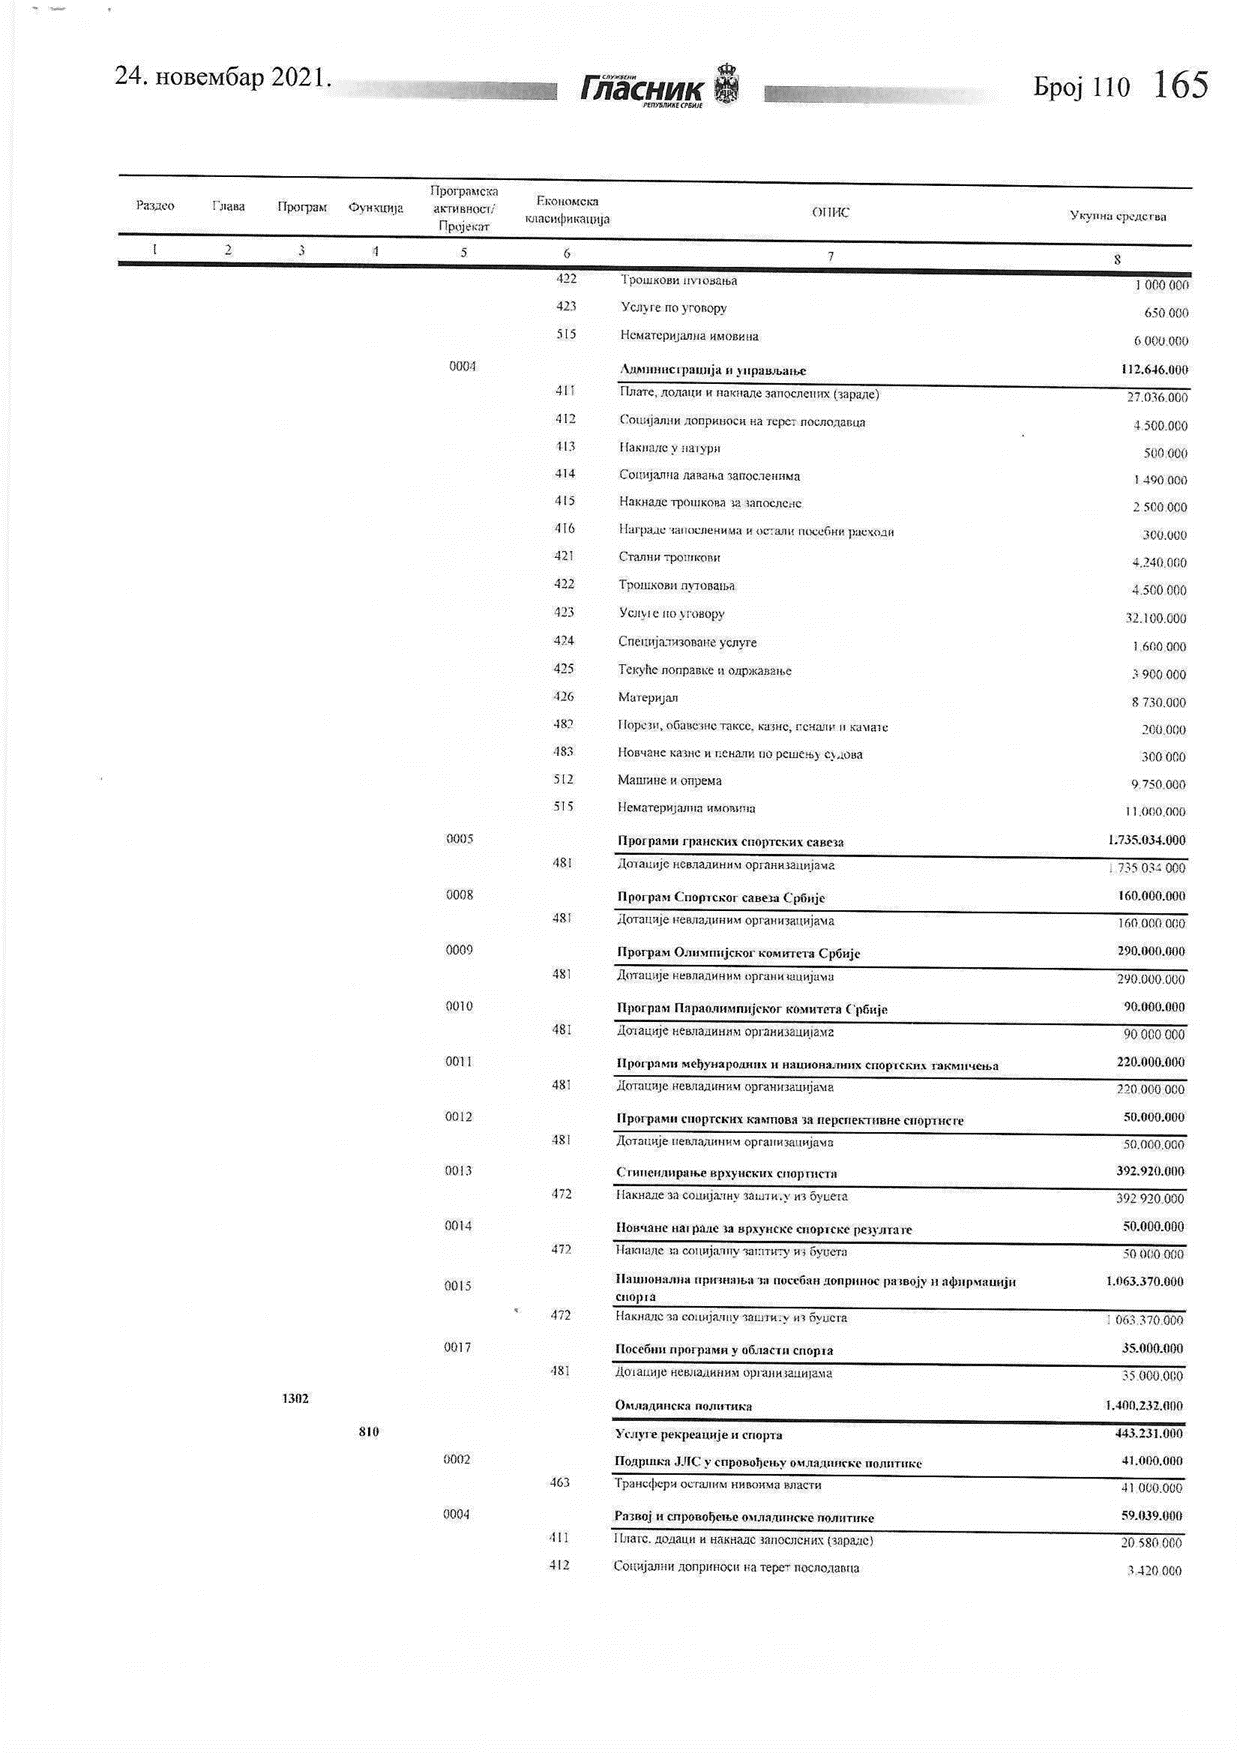 24. новембар 2021.
СЛУЖБЕНИ
Гласник
РЕПУБЛИКЕ СРБИЈЕ
Број 110 165
Раздео Глава Програм Функција Програмска активност/ Пројекат Економска класификација ОПИС Укупна средства
1 2 3 4 5 6 7 8
422 Трошкови путовања 1 000 000
423 Услуге по уговору 650 000
515 Нематеријална имовина 6 000.000
0004 Администрација и управљање 112.646.000
411 Плате, додаци и накнаде запослених (зараде) 27.036.000
412 Социјални доприноси на терет послодавца 4.500.000
413 Накнаде у натури 500.000
414 Социјална давања запосленима 1.490.000
415 Накнаде трошкова за запослене 2 500.000
416 Награде запосленима и остали посебни расходи 300.000
421 Стални трошкови 4.240.000
422 Трошкови путовања 4.500 000
423 Услуге по уговору 32.100.000
424 Специјализоване услуге 1.600.000
425 Текуће поправке и одржавање 3 900 000
426 Материјал 8 730.000
482 Порези, обавезне таксе, казне, пенали и камате 200.000
483 Новчане казне и пенали по решењу судова 300 000
512 Машине и опрема 9.750.000
515 Нематеријална имовина 11.000.000
0005 Програми гранских спортских савеза 1.735.034.000
481 Дотације невладиним организацијама 1.735 034 000
0008 Програм Спортског савеза Србије 160.000.000
481 Дотације невладиним организацијама 160.000 000
0009 Програм Олимпијског комитета Србије 290.000.000
481 Дотације невладиним организацијама 290.000.000
0010 Програм Параолимпијског комитета Србије 90.000.000
481 Дотације невладиним организацијама 90 000 000
0011 Програми међународних и националних спортских такмичења 220.000.000
481 Дотације невладиним организацијама 220.000 000
0012 Програми спортских кампова за перспективне спортисте 50.000.000
481 Дотације невладиним организацијама 50.000.000
0013 Стипендирање врхунских спортиста 392.920.000
472 Накнаде за социјалну заштиту из буџета 392 920.000
0014 Новчане награде за врхунске спортске резултате 50.000.000
472 Накнаде за социјалну заштиту из буџета 50 000 000
0015 Национална признања за посебан допринос развоју и афирмацији 1.063.370.000
спорта
472 Накнаде за социјалну заштиту из буџета 1 063.370.000
0017 Посебни програми у области спорта 35.000.000
481 Дотације невладиним организацијама 35.000.000
1302 Омладинска политика 1.400.232.000
810 Услуге рекреације и спорта 443.231.000
0002 Подршка ЈЛС у спровођењу омладинске политике 41.000.000
463 Трансфери осталим нивоима власти 41 000.000
0004 Развој и спровођење омладинске политике 59.039.000
411 Плате, додаци и накнаде запослених (зараде) 20 580.000
412 Социјални доприноси на терет послодавца 3.420 000